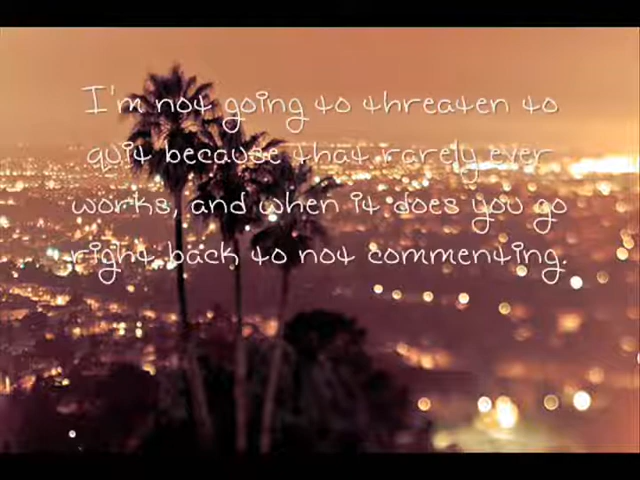 I'm not going to threaten to
quit because that rarely ever
works, and when it does you go
right back to not commenting.